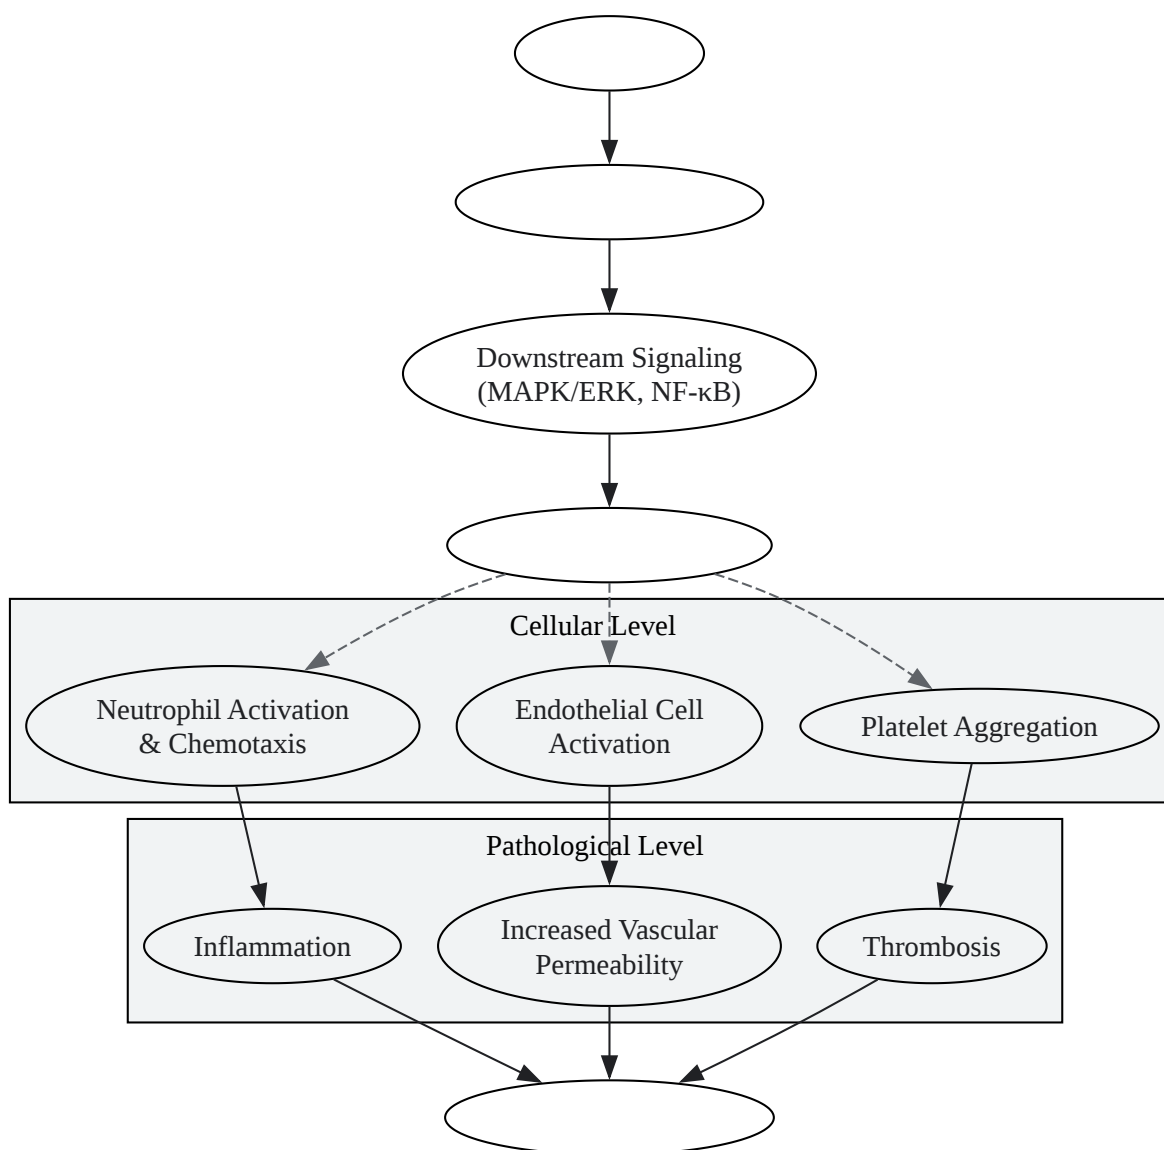 Downstream Signaling
(MAPK/ERK, NF-κB)
Cellular Level
Neutrophil Activation
& Chemotaxis
Endothelial Cell
Activation
Platelet Aggregation
Pathological Level
Inflammation
Increased Vascular
Permeability
Thrombosis